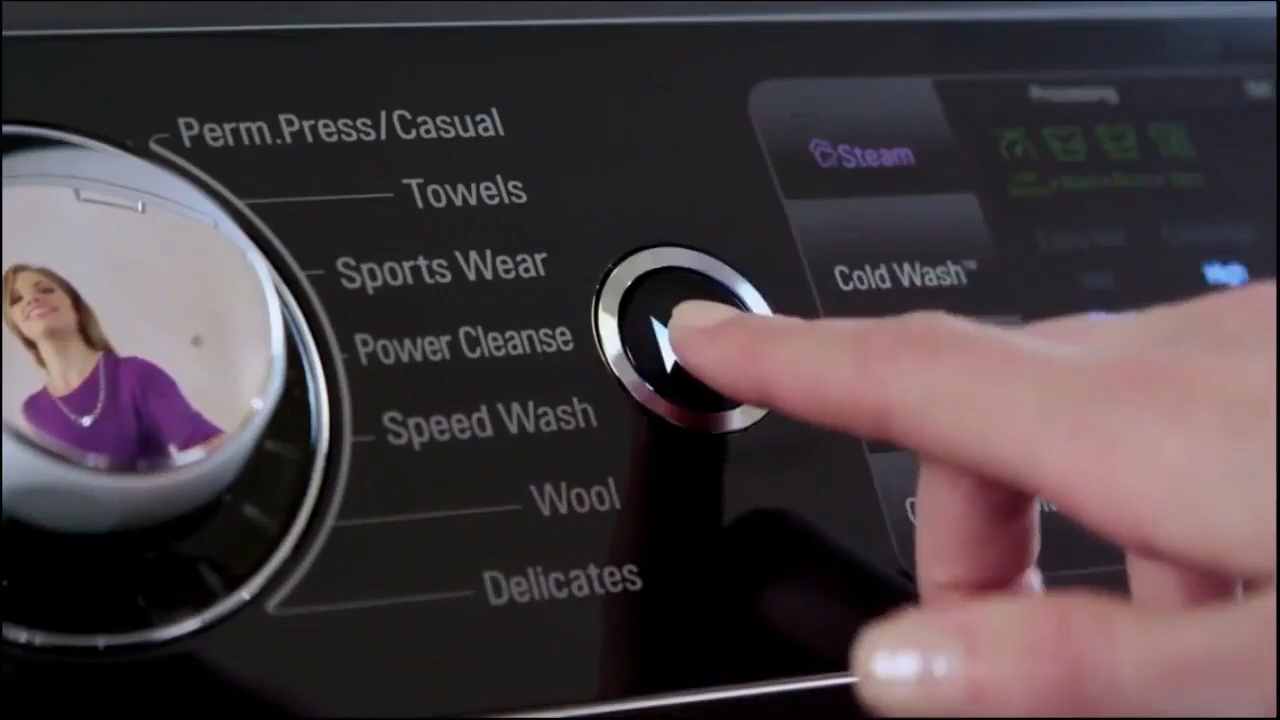 Perm.Press/Casual
Towels
Sports Wear
Power Cleanse
Speed Wash
Wool
Delicates
Steam
Cold Wash™